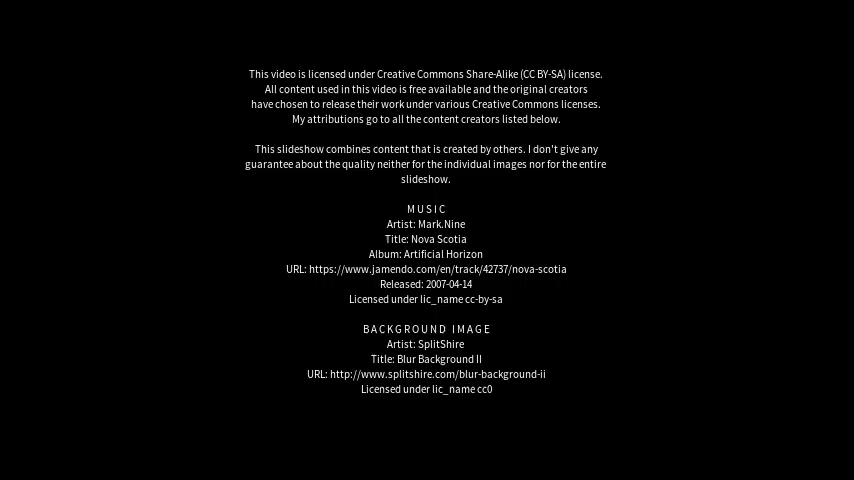 This video is licensed under Creative Commons Share-Alike (CC BY-SA) license.
All content used in this video is free available and the original creators
have chosen to release their work under various Creative Commons licenses.
My attributions go to all the content creators listed below.
This slideshow combines content that is created by others. I don't give any
guarantee about the quality neither for the individual images nor for the entire
slideshow.
MUSIC
Artist: Mark.Nine
Title: Nova Scotia
Album: Artificial Horizon
URL: https://www.jamendo.com/en/track/42737/nova-scotia
Released: 2007-04-14
Licensed under lic_name cc-by-sa
BACKGROUND IMAGE
Artist: SplitShire
Title: Blur Background II
URL: http://www.splitshire.com/blur-background-ii
Licensed under lic_name cc0